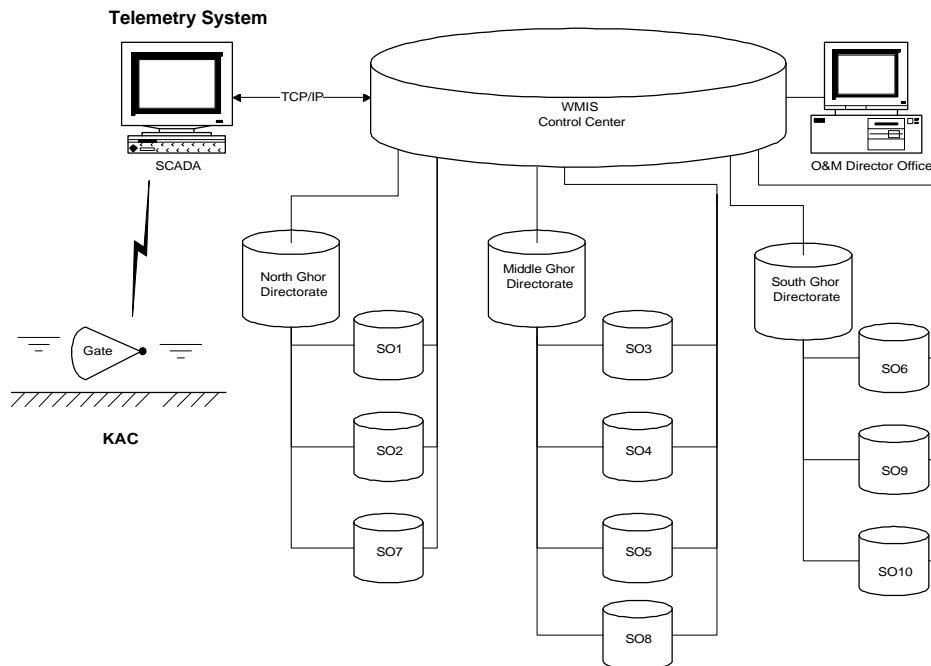 Telemetry System
TCP/IP
WMIS
Control Center
SCADA
O&M Director Office
North Ghor
Directorate
Middle Ghor
Directorate
South Ghor
Directorate
Gate
KAC
SO1
SO2
SO7
SO3
SO4
SO5
SO8
SO6
SO9
SO10